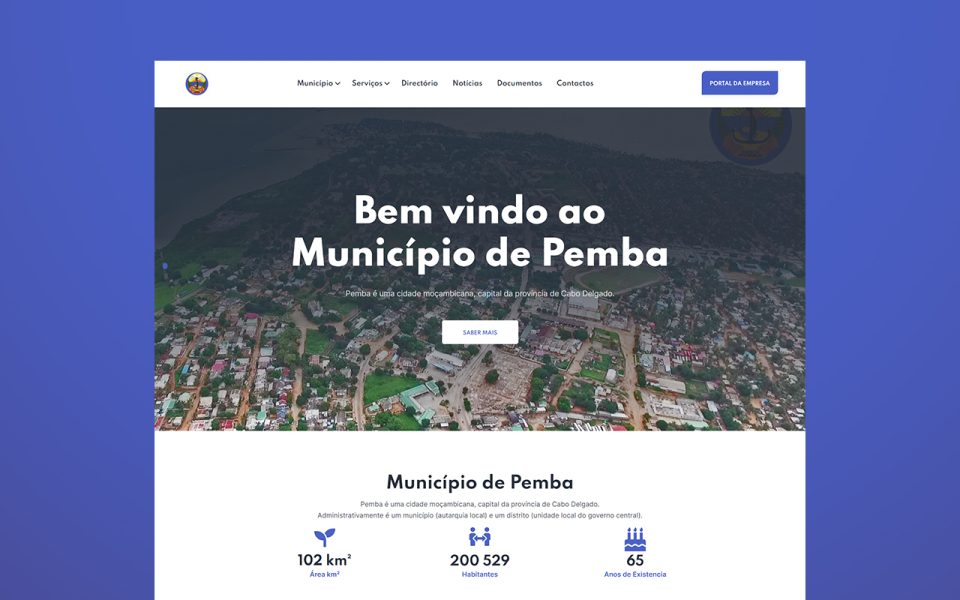 Município
Serviços
Directório
Notícias
Documentos
Contactos
PORTAL DA EMPRESA
Bem vindo ao
Município de Pemba
Pemba é uma cidade moçambicana, capital da província de Cabo Delgado.
SABER MAIS
Município de Pemba
Pemba é uma cidade moçambicana, capital da província de Cabo Delgado.
Administrativamente é um município (autarquia local) e um distrito (unidade local do governo central).
102 km²
Área km²
200 529
Habitantes
65
Anos de Existencia